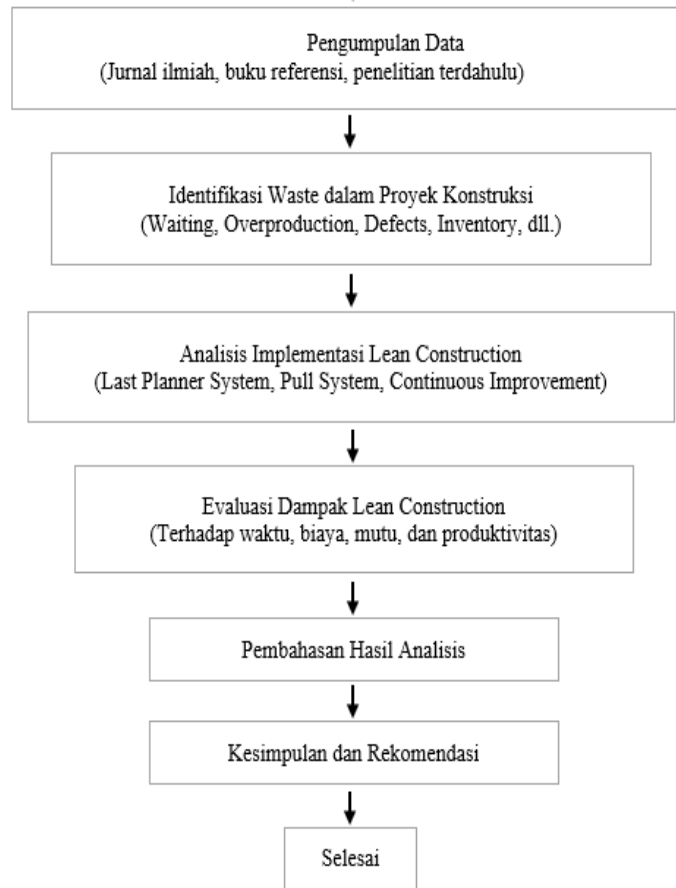 Pengumpulan Data
(Jurnal ilmiah, buku referensi, penelitian terdahulu)
Identifikasi Waste dalam Proyek Konstruksi
(Waiting, Overproduction, Defects, Inventory, dll.)
Analisis Implementasi Lean Construction
(Last Planner System, Pull System, Continuous Improvement)
Evaluasi Dampak Lean Construction
(Terhadap waktu, biaya, mutu, dan produktivitas)
Pembahasan Hasil Analisis
Kesimpulan dan Rekomendasi
Selesai